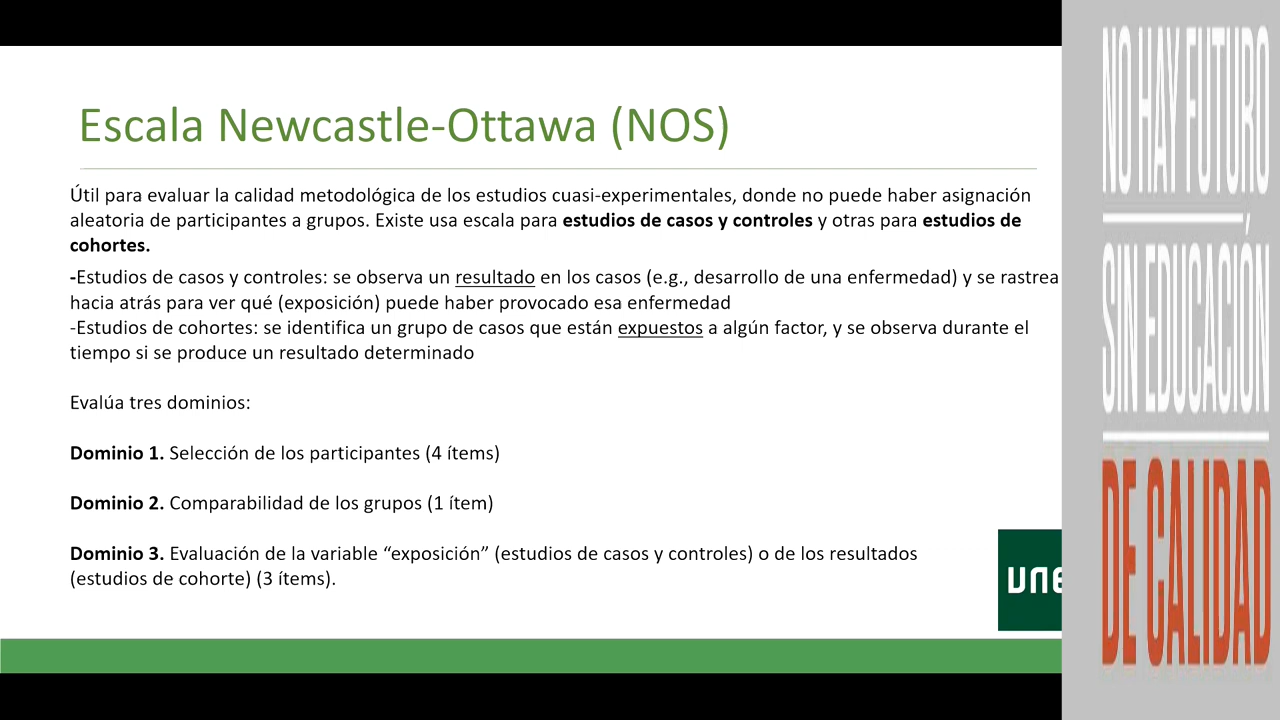 Escala Newcastle-Ottawa (NOS)
Útil para evaluar la calidad metodológica de los estudios cuasi-experimentales, donde no puede haber asignación
aleatoria de participantes a grupos. Existe usa escala para estudios de casos y controles y otras para estudios de
cohortes.
-Estudios de casos y controles: se observa un resultado en los casos (e.g., desarrollo de una enfermedad) y se rastrea
hacia atrás para ver qué (exposición) puede haber provocado esa enfermedad
-Estudios de cohortes: se identifica un grupo de casos que están expuestos a algún factor, y se observa durante el
tiempo si se produce un resultado determinado
Evalúa tres dominios:
Dominio 1. Selección de los participantes (4 ítems)
Dominio 2. Comparabilidad de los grupos (1 ítem)
Dominio 3. Evaluación de la variable “exposición” (estudios de casos y controles) o de los resultados
(estudios de cohorte) (3 ítems).
NO HAY FUTURO
SIN EDUCACIÓN
DE CALIDAD